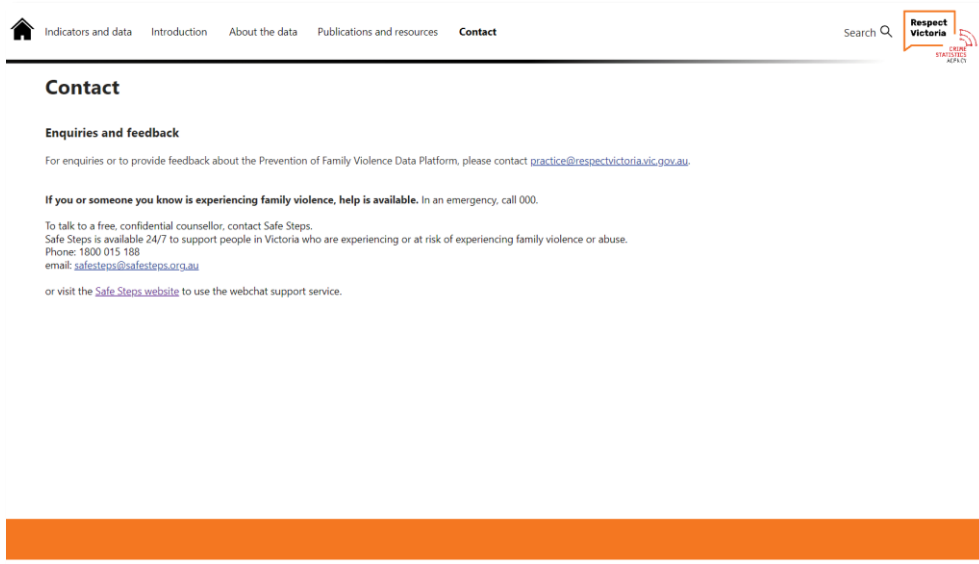 Indicators and data Introduction About the data Publications and resources Contact Search
Respect
Victoria
CRIME
STATISTICS
AGENCY
Contact
Enquiries and feedback
For enquiries or to provide feedback about the Prevention of Family Violence Data Platform, please contact practice@respectvictoria.vic.gov.au.
If you or someone you know is experiencing family violence, help is available. In an emergency, call 000.
To talk to a free, confidential counsellor, contact Safe Steps.
Safe Steps is available 24/7 to support people in Victoria who are experiencing or at risk of experiencing family violence or abuse.
Phone: 1800 015 188
email: safesteps@safesteps.org.au
or visit the Safe Steps website to use the webchat support service.